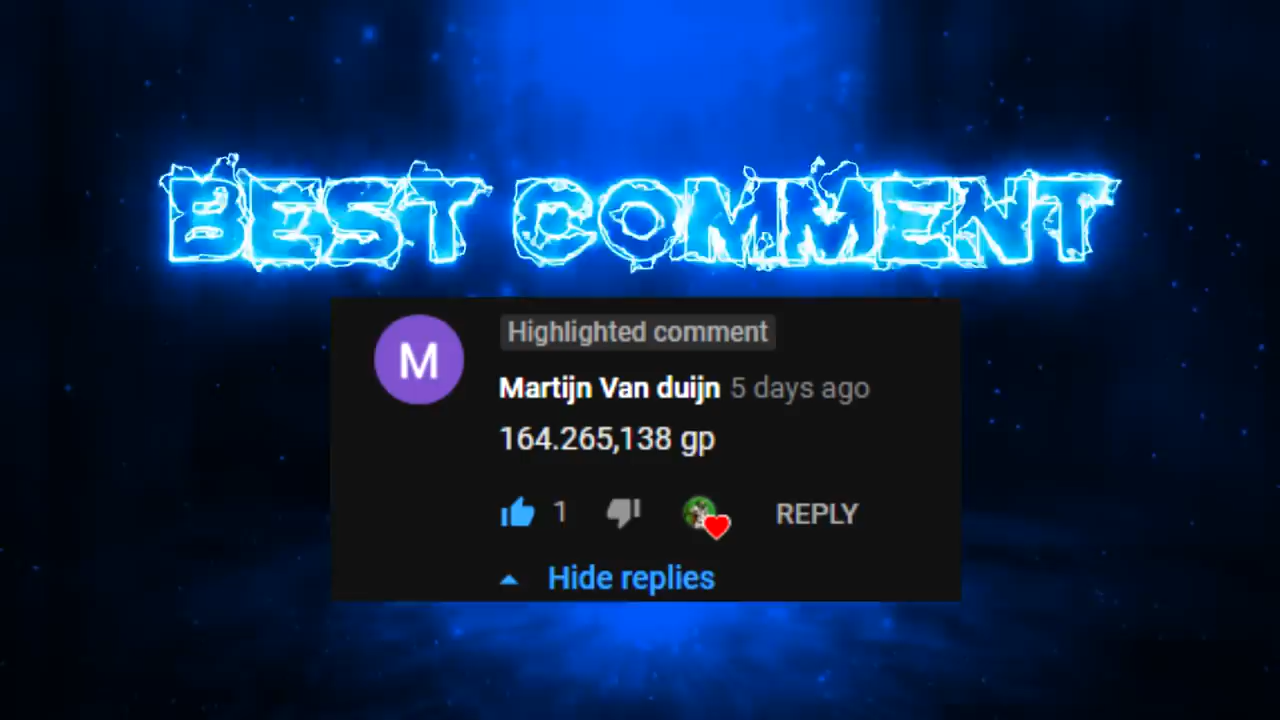 BEST COMMENT
Highlighted comment
M
Martijn Van duijn 5 days ago
164.265,138 gp
1 REPLY
Hide replies